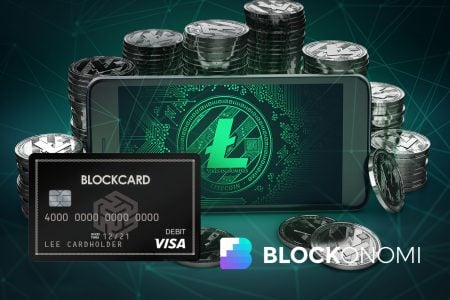 BLOCKCARD
4000 0000 0000 0000
12/21
DEBIT
LEE CARDHOLDER
VISA
BLOCKONOMI